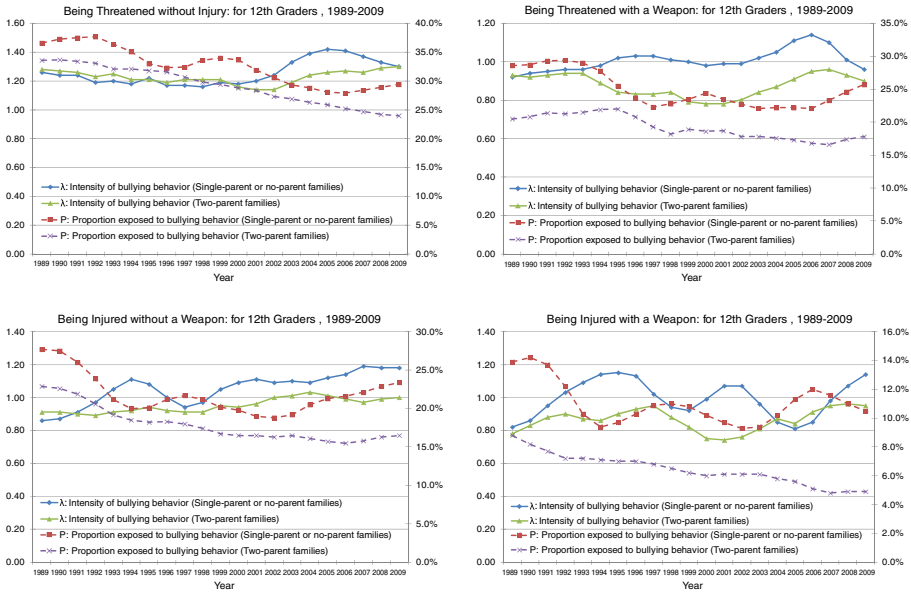 Being Threatened without Injury: for 12th Graders , 1989-2009
1.60
1.40
1.20
1.00
0.80
0.60
0.40
0.20
0.00
40.0%
35.0%
30.0%
25.0%
20.0%
15.0%
10.0%
5.0%
0.0%
λ: Intensity of bullying behavior (Single-parent or no-parent families)
λ: Intensity of bullying behavior (Two-parent families)
P: Proportion exposed to bullying behavior (Single-parent or no-parent families)
P: Proportion exposed to bullying behavior (Two-parent families)
1989 1990 1991 1992 1993 1994 1995 1996 1997 1998 1999 2000 2001 2002 2003 2004 2005 2006 2007 2008 2009
Year
Being Threatened with a Weapon: for 12th Graders , 1989-2009
1.20
1.00
0.80
0.60
0.40
0.20
0.00
35.0%
30.0%
25.0%
20.0%
15.0%
10.0%
5.0%
0.0%
λ: Intensity of bullying behavior (Single-parent or no-parent families)
λ: Intensity of bullying behavior (Two-parent families)
P: Proportion exposed to bullying behavior (Single-parent or no-parent families)
P: Proportion exposed to bullying behavior (Two-parent families)
1989 1990 1991 1992 1993 1994 1995 1996 1997 1998 1999 2000 2001 2002 2003 2004 2005 2006 2007 2008 2009
Year
Being Injured without a Weapon: for 12th Graders , 1989-2009
1.40
1.20
1.00
0.80
0.60
0.40
0.20
0.00
30.0%
25.0%
20.0%
15.0%
10.0%
5.0%
0.0%
λ: Intensity of bullying behavior (Single-parent or no-parent families)
λ: Intensity of bullying behavior (Two-parent families)
P: Proportion exposed to bullying behavior (Single-parent or no-parent families)
P: Proportion exposed to bullying behavior (Two-parent families)
1989 1990 1991 1992 1993 1994 1995 1996 1997 1998 1999 2000 2001 2002 2003 2004 2005 2006 2007 2008 2009
Year
Being Injured with a Weapon: for 12th Graders , 1989-2009
1.40
1.20
1.00
0.80
0.60
0.40
0.20
0.00
16.0%
14.0%
12.0%
10.0%
8.0%
6.0%
4.0%
2.0%
0.0%
λ: Intensity of bullying behavior (Single-parent or no-parent families)
λ: Intensity of bullying behavior (Two-parent families)
P: Proportion exposed to bullying behavior (Single-parent or no-parent families)
P: Proportion exposed to bullying behavior (Two-parent families)
1989 1990 1991 1992 1993 1994 1995 1996 1997 1998 1999 2000 2001 2002 2003 2004 2005 2006 2007 2008 2009
Year